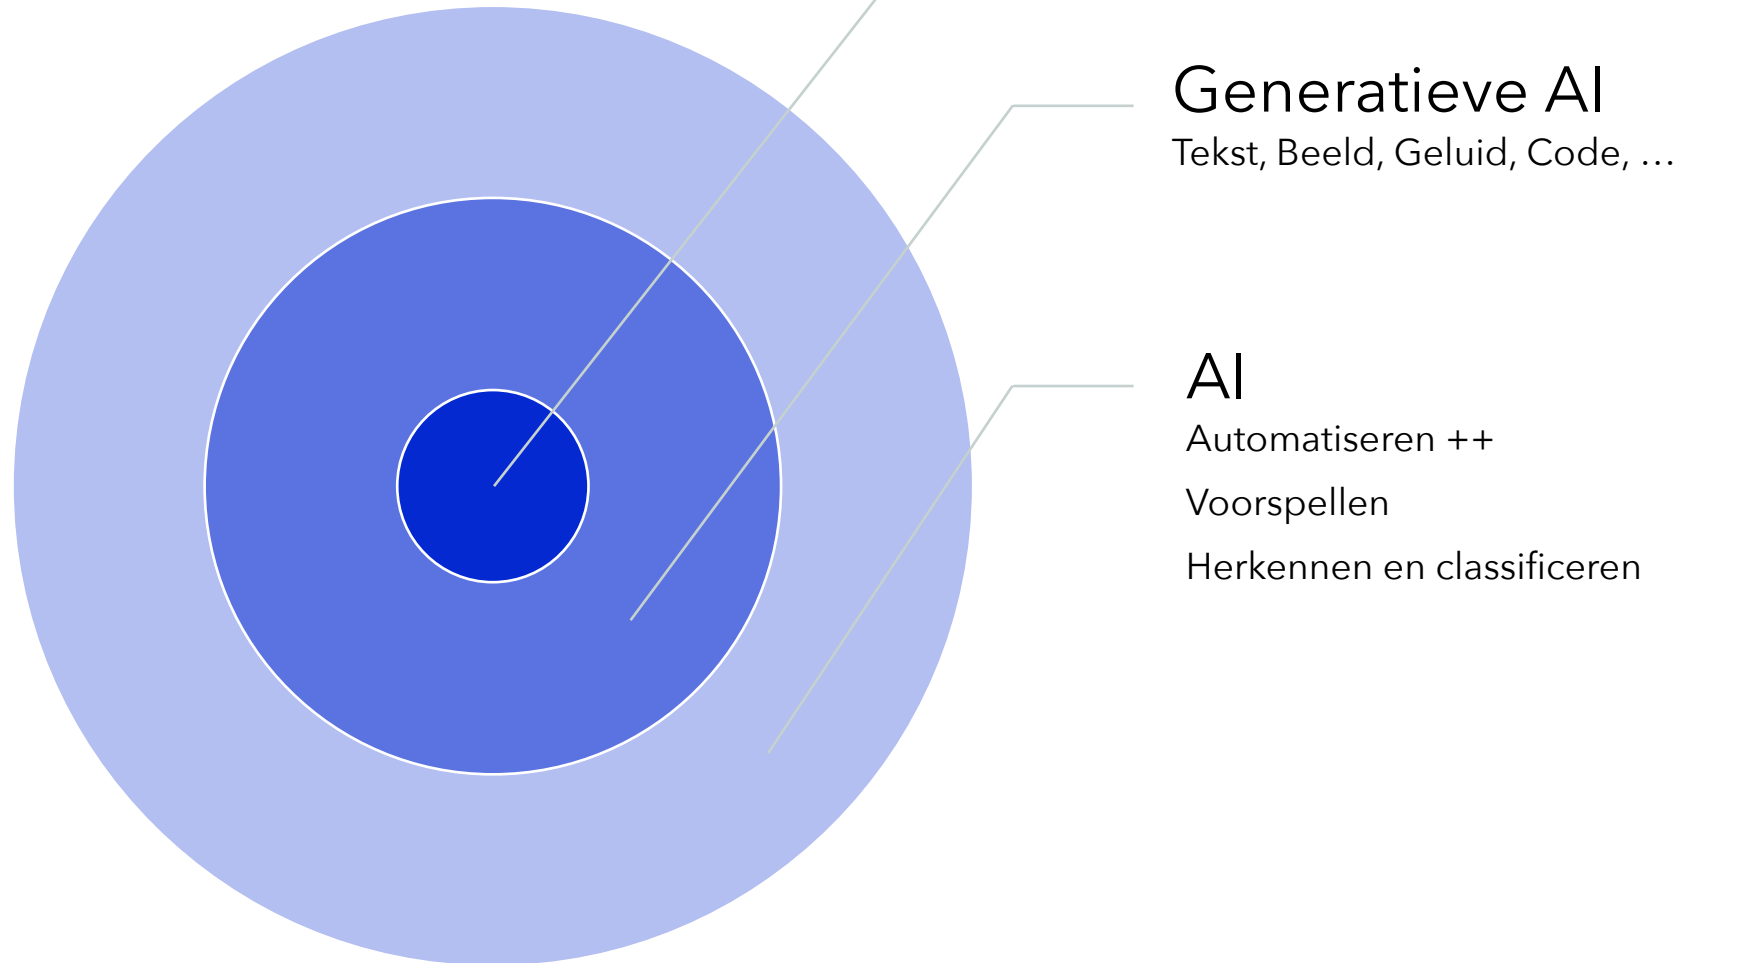 Generatieve AI
Tekst, Beeld, Geluid, Code, …
AI
Automatiseren ++
Voorspellen
Herkennen en classificeren